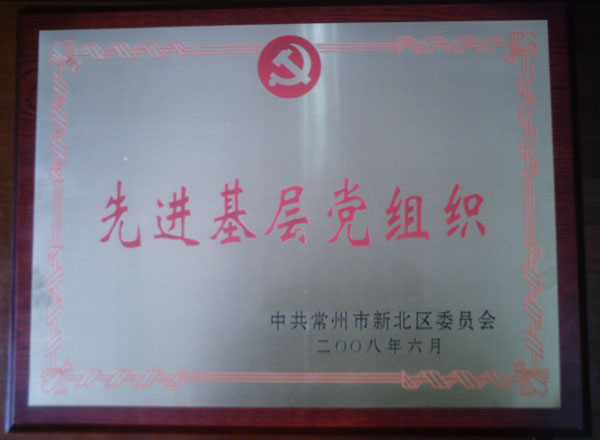 先进基层党组织
中共常州市新北区委员会
二〇〇八年六月